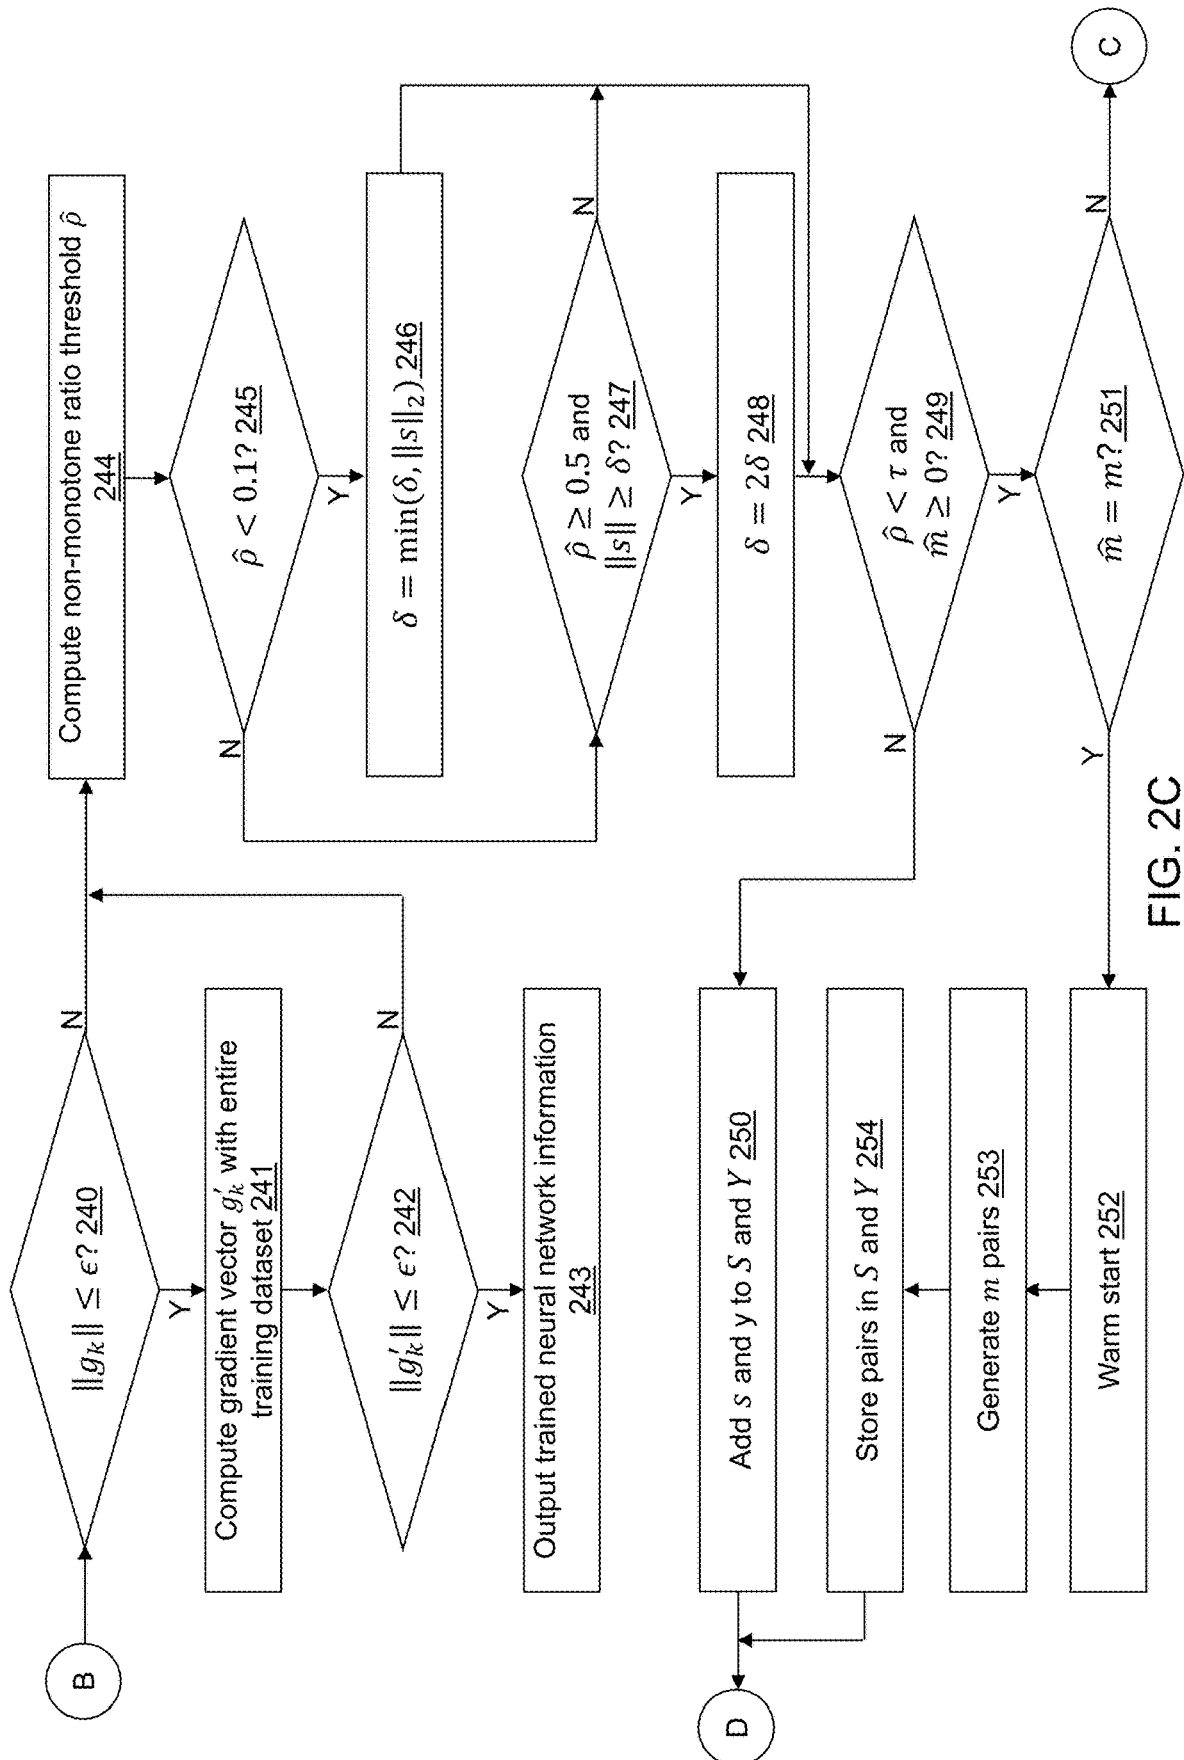 B
‖g_k‖ ≤ ϵ? 240
N
Y
Compute gradient vector g′_k with entire
training dataset 241
‖g′_k‖ ≤ ϵ? 242
N
Y
Output trained neural network information
243
Compute non-monotone ratio threshold ρ̂
244
ρ̂ < 0.1? 245
N
Y
δ = min(δ, ‖s‖₂) 246
ρ̂ ≥ 0.5 and
‖s‖ ≥ δ? 247
N
Y
δ = 2δ 248
ρ̂ < τ and
m̂ ≥ 0? 249
N
Y
m̂ = m? 251
Y
N
C
Add s and y to S and Y 250
Store pairs in S and Y 254
Generate m pairs 253
Warm start 252
D
FIG. 2C